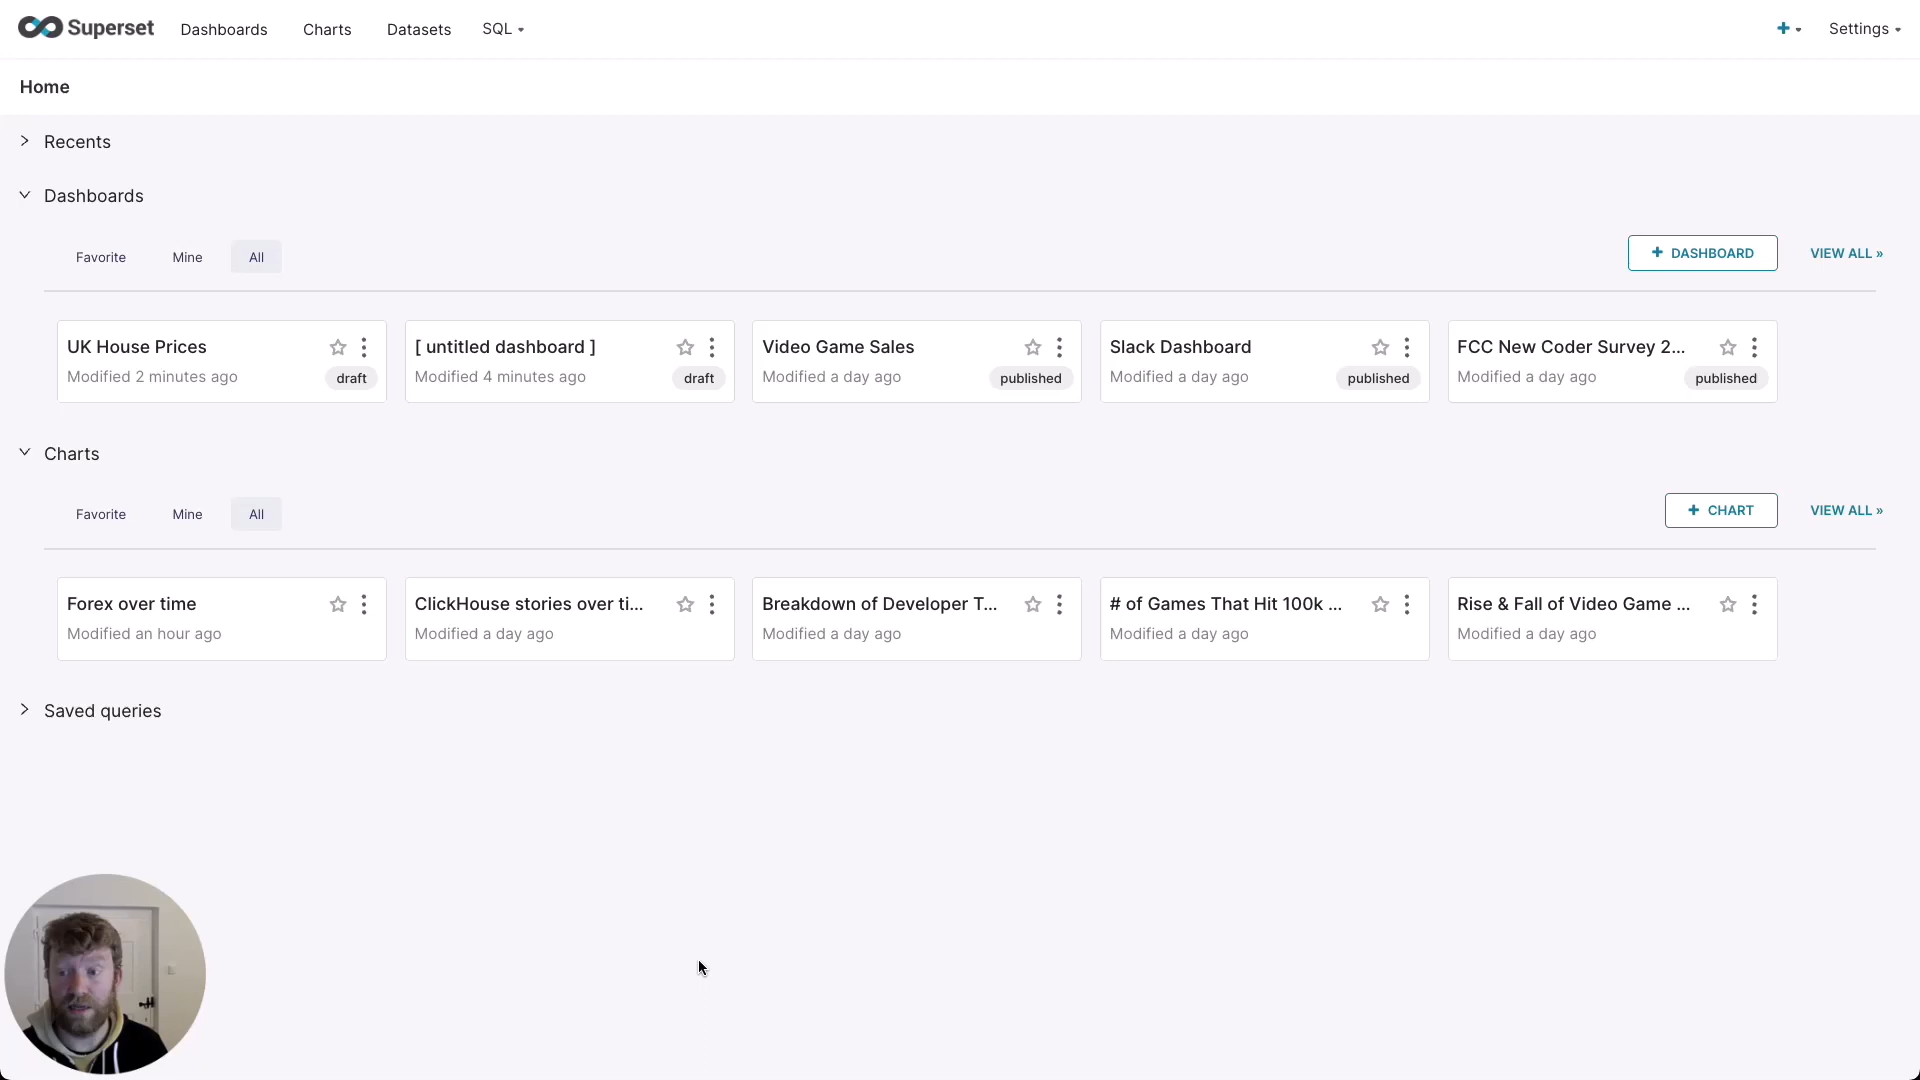 Superset Dashboards Charts Datasets SQL Settings
Home
Recents
Dashboards
Favorite Mine All + DASHBOARD VIEW ALL »
UK House Prices
Modified 2 minutes ago draft
[ untitled dashboard ]
Modified 4 minutes ago draft
Video Game Sales
Modified a day ago published
Slack Dashboard
Modified a day ago published
FCC New Coder Survey 2...
Modified a day ago published
Charts
Favorite Mine All + CHART VIEW ALL »
Forex over time
Modified an hour ago
ClickHouse stories over ti...
Modified a day ago
Breakdown of Developer T...
Modified a day ago
# of Games That Hit 100k ...
Modified a day ago
Rise & Fall of Video Game ...
Modified a day ago
Saved queries